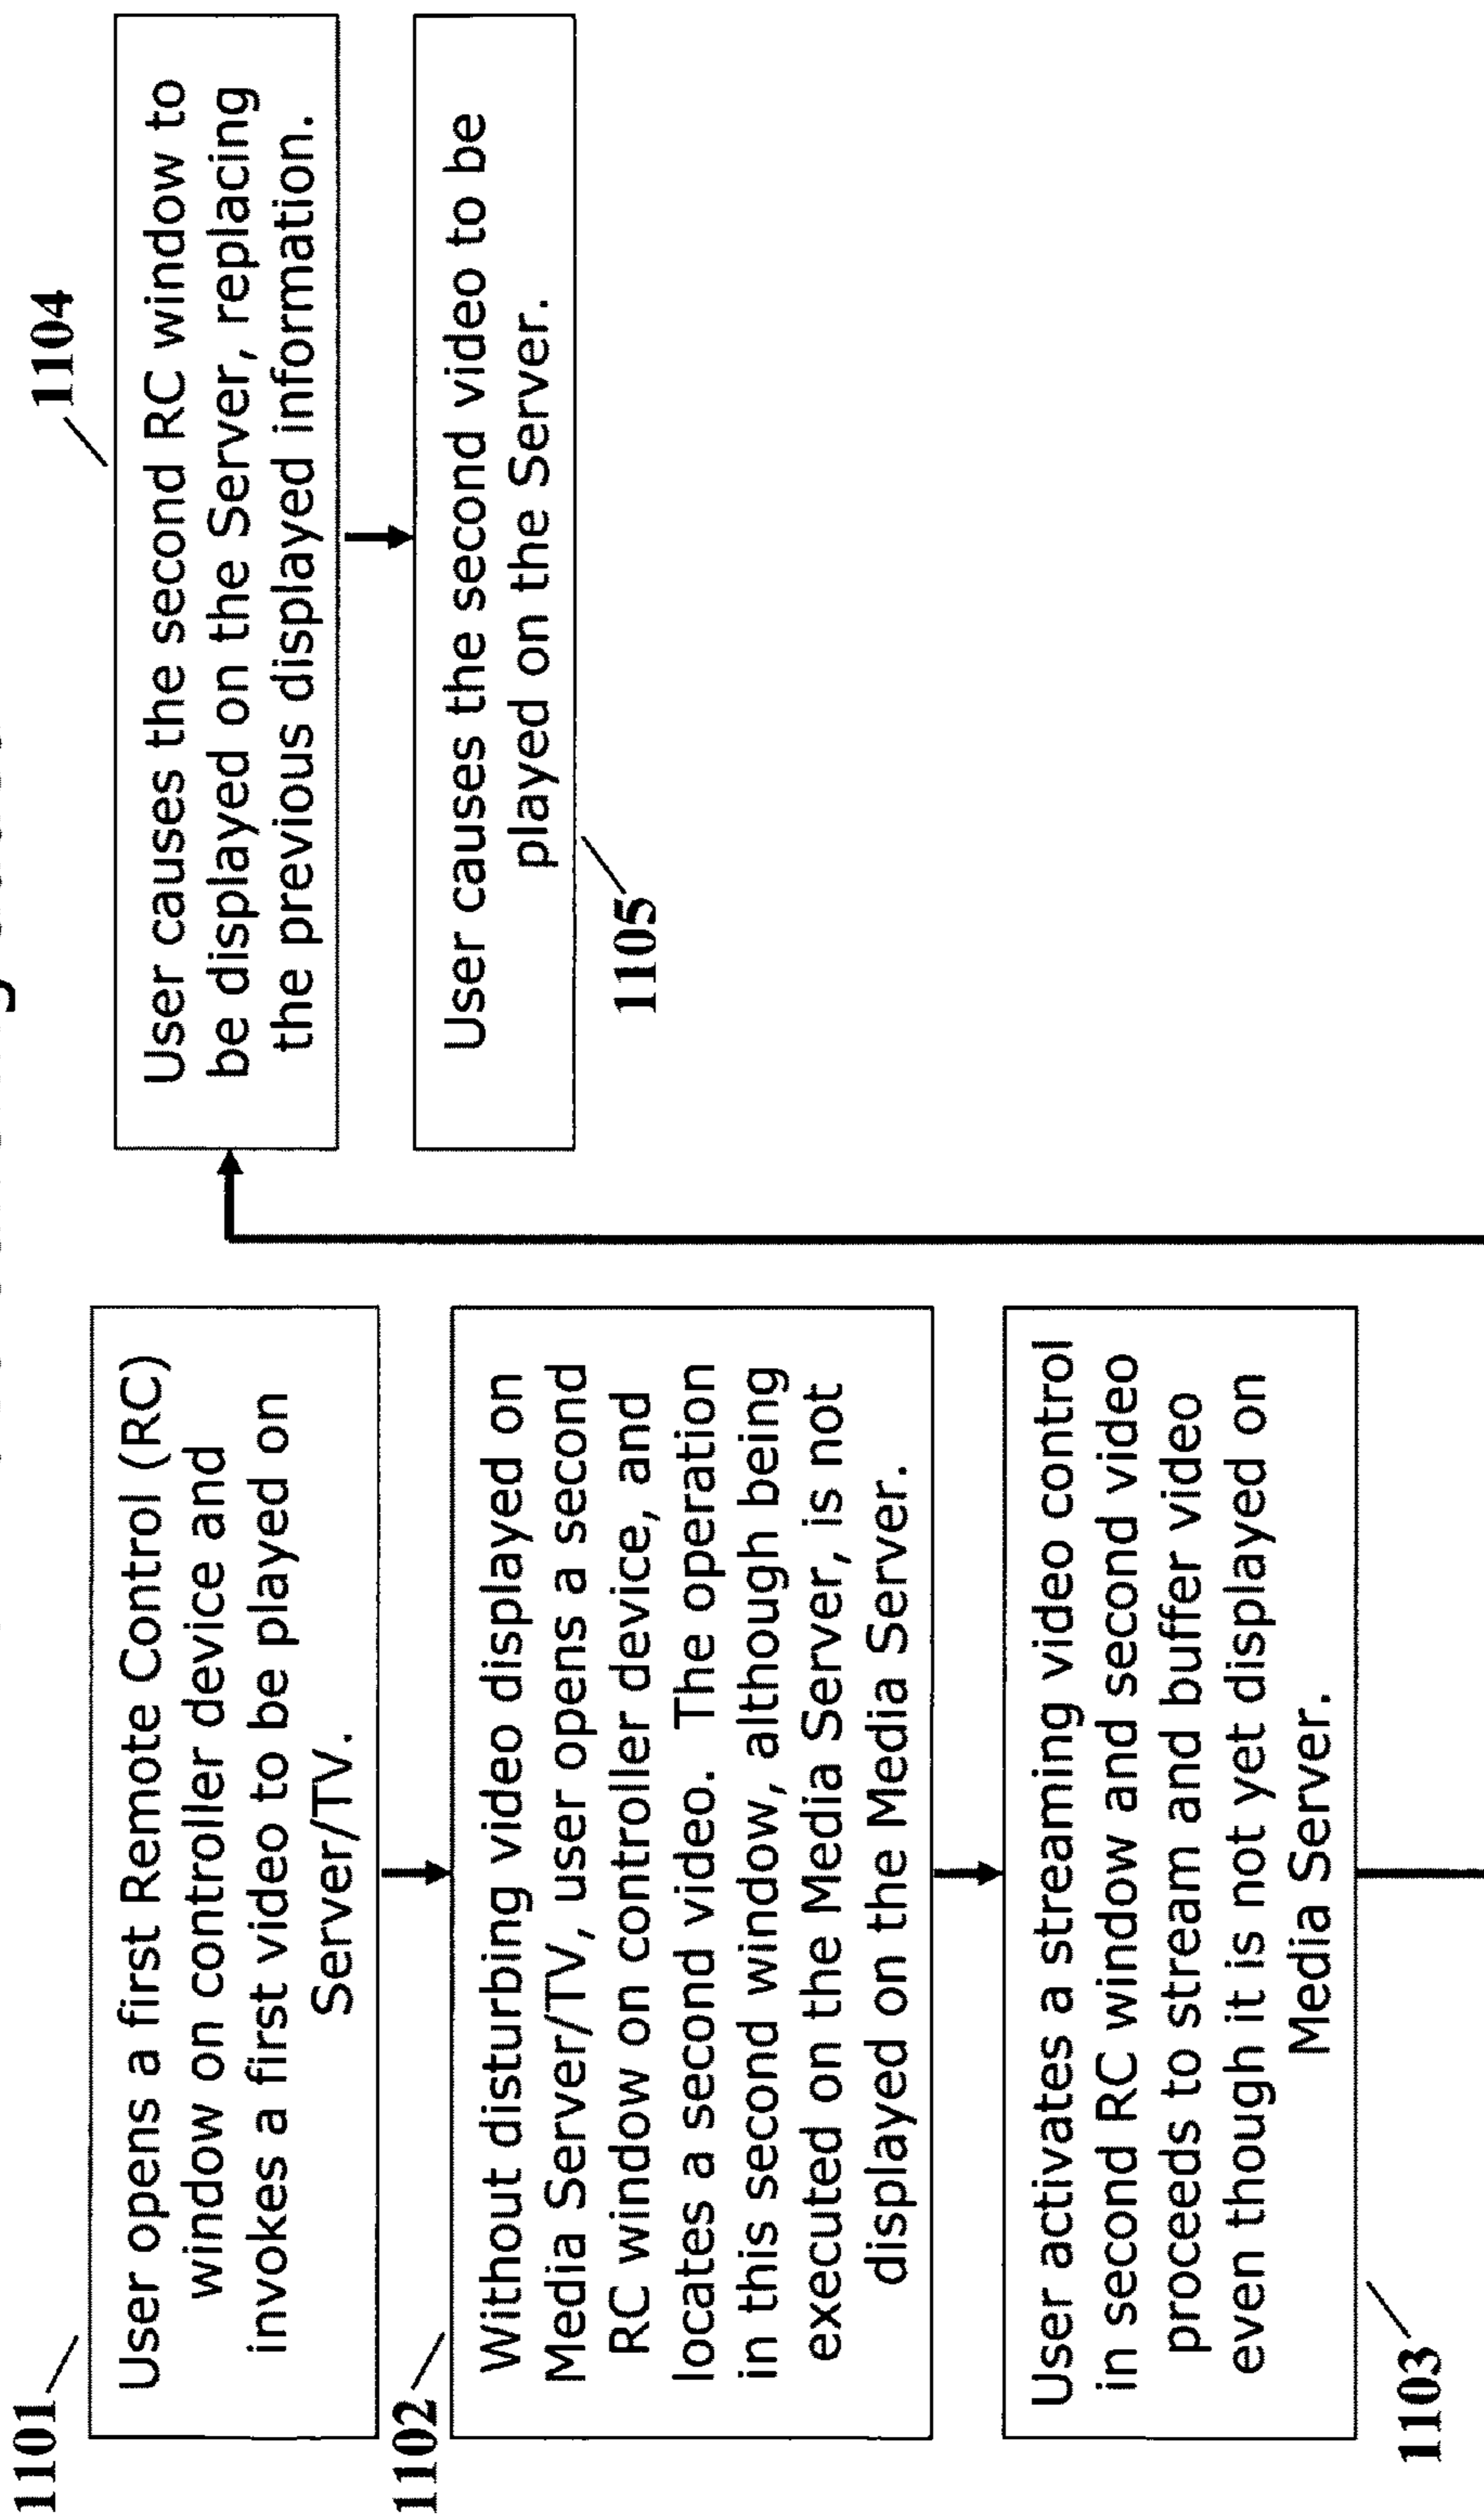 1101
User opens a first Remote Control (RC)
window on controller device and
invokes a first video to be played on
Server/TV.
1102
Without disturbing video displayed on
Media Server/TV, user opens a second
RC window on controller device, and
locates a second video. The operation
in this second window, although being
executed on the Media Server, is not
displayed on the Media Server.
User activates a streaming video control
in second RC window and second video
proceeds to stream and buffer video
even though it is not yet displayed on
Media Server.
1103
1104
User causes the second RC window to
be displayed on the Server, replacing
the previous displayed information.
User causes the second video to be
played on the Server.
1105